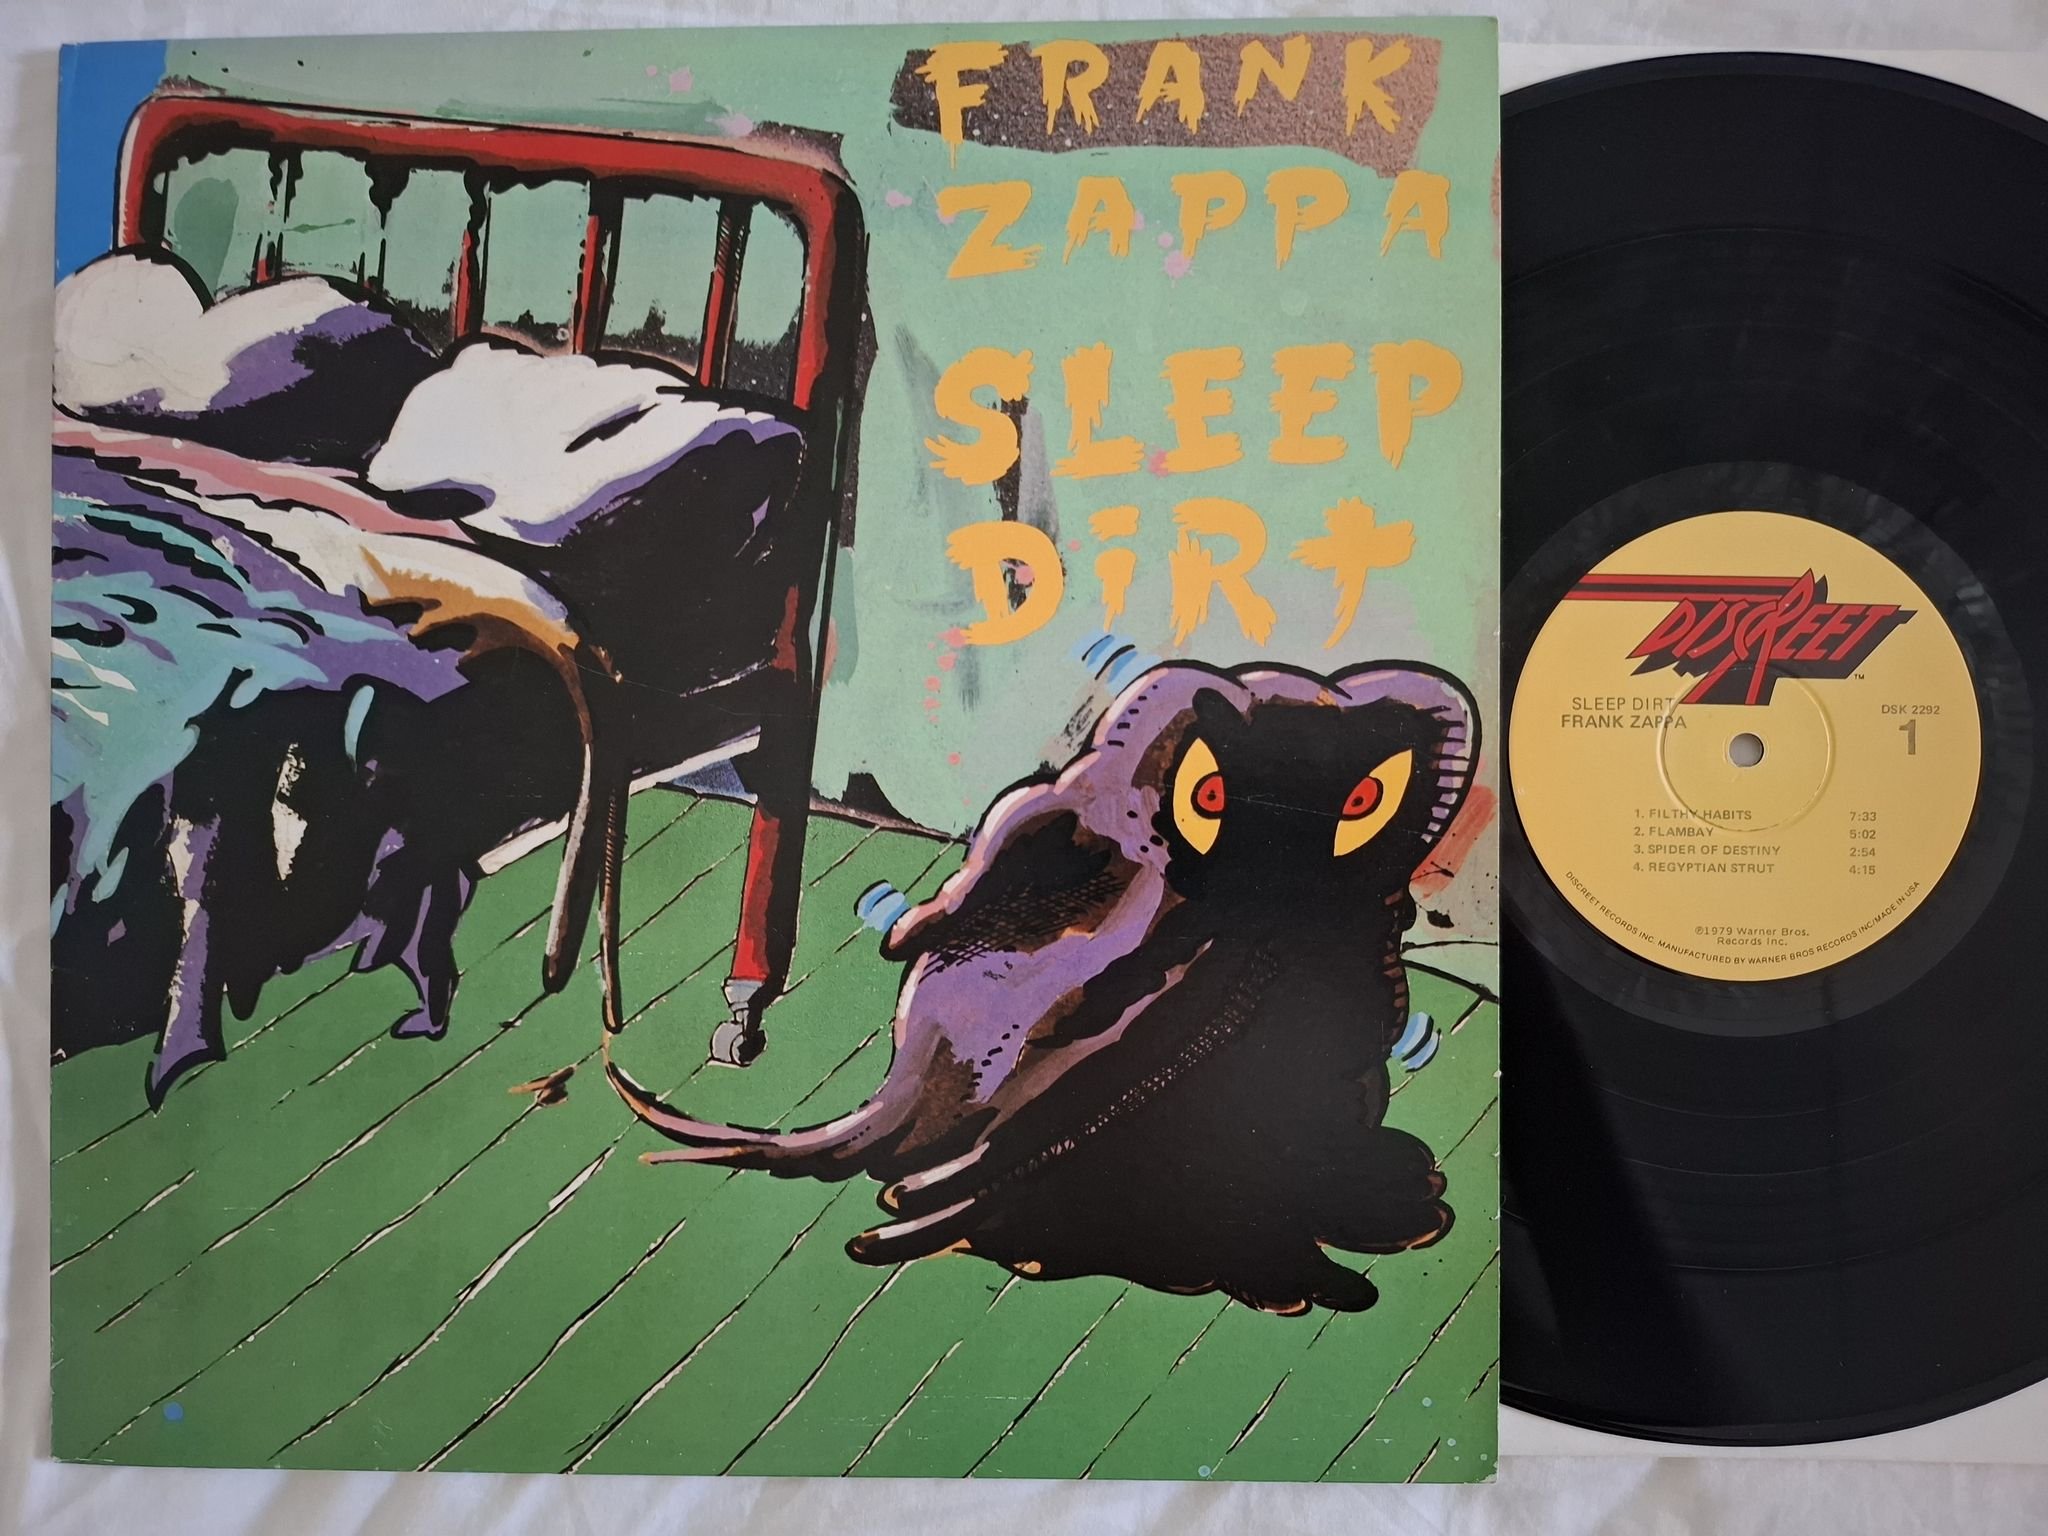 FRANK
ZAPPA
SLEEP
DiRt
DISCREET
TM
SLEEP DIRT
FRANK ZAPPA
DSK 2292
1
1. FILTHY HABITS 7:33
2. FLAMBAY 5:02
3. SPIDER OF DESTINY 2:54
4. REGYPTIAN STRUT 4:15
℗1979 Warner Bros.
Records Inc.
DISCREET RECORDS INC. MANUFACTURED BY WARNER BROS RECORDS INC/MADE IN USA